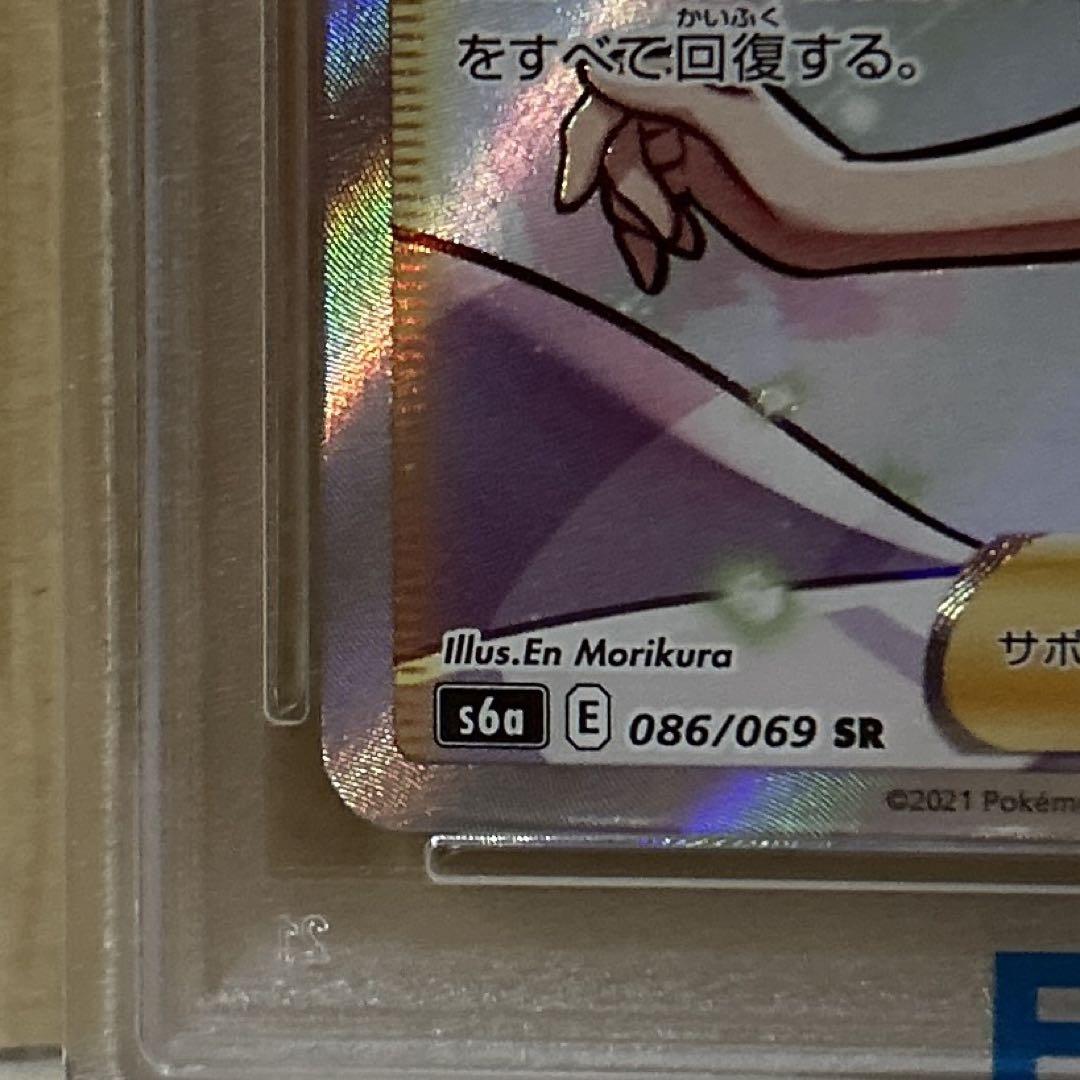 かいふく
をすべて回復する。
Illus.En Morikura
サポ
s6a E 086/069 SR
©2021 Pokém
21